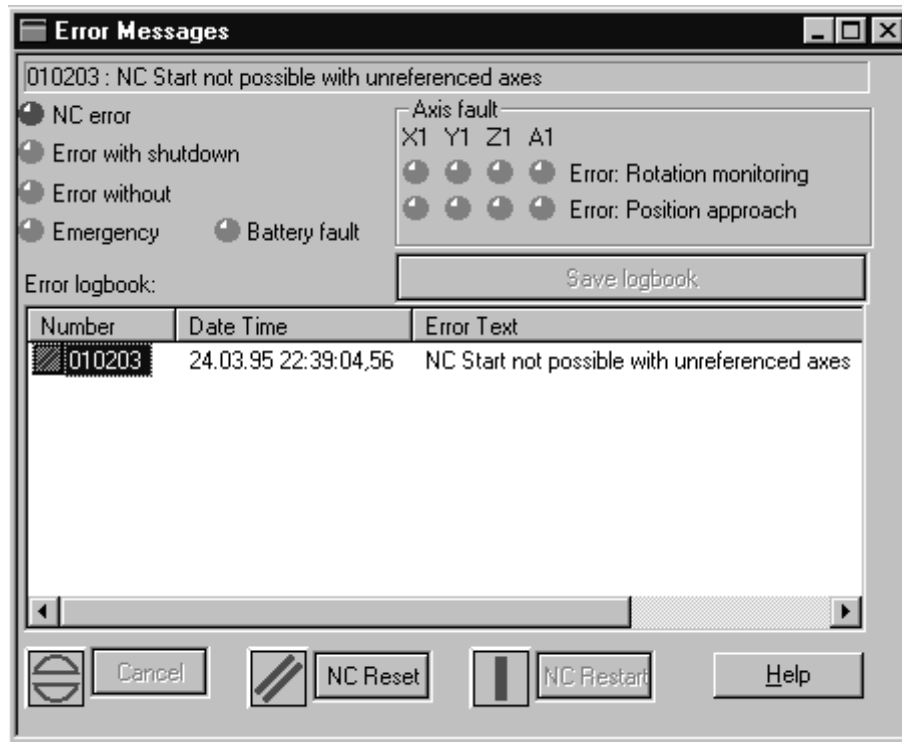 Error Messages
010203 : NC Start not possible with unreferenced axes
NC error
Error with shutdown
Error without
Emergency
Battery fault
Axis fault
X1 Y1 Z1 A1
Error: Rotation monitoring
Error: Position approach
Save logbook
Error logbook:
Number Date Time Error Text
010203 24.03.95 22:39:04,56 NC Start not possible with unreferenced axes
Cancel NC Reset NC Restart Help